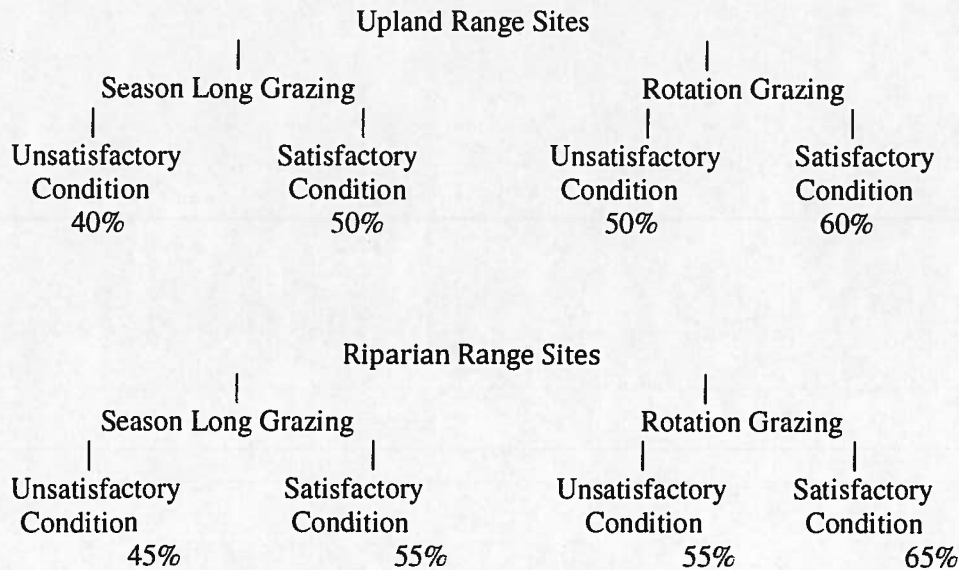 Upland Range Sites
Season Long Grazing Rotation Grazing
Unsatisfactory Satisfactory Unsatisfactory Satisfactory
Condition Condition Condition Condition
40% 50% 50% 60%
Riparian Range Sites
Season Long Grazing Rotation Grazing
Unsatisfactory Satisfactory Unsatisfactory Satisfactory
Condition Condition Condition Condition
45% 55% 55% 65%